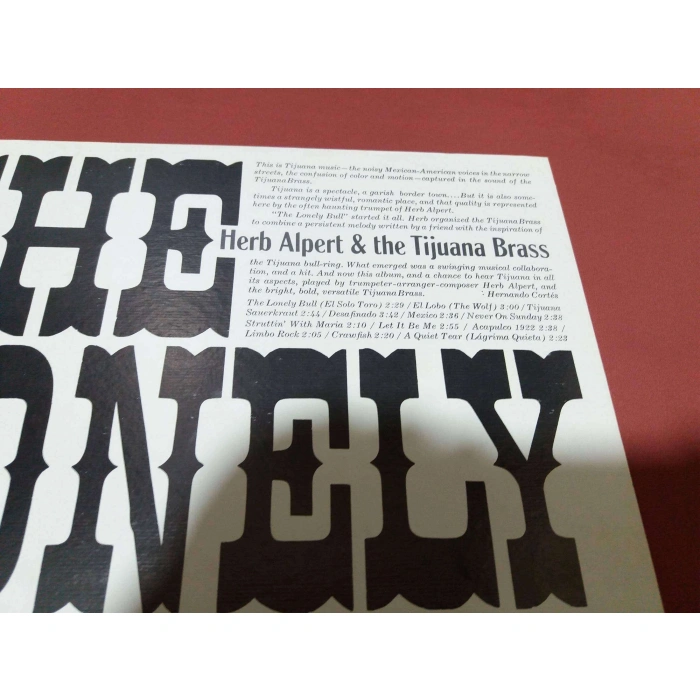 THE
This is Tijuana music—the noisy Mexican-American voices in the narrow
streets, the confusion of color and motion—captured in the sound of the
TijuanaBrass.
Tijuana is a spectacle, a garish border town....But it is also some-
times a strangely wistful, romantic place, and that quality is represented
here by the often haunting trumpet of Herb Alpert.
"The Lonely Bull" started it all. Herb organized the TijuanaBrass
to combine a persistent melody written by a friend with the inspiration of
Herb Alpert & the Tijuana Brass
the Tijuana bull-ring. What emerged was a swinging musical collabora-
tion, and a hit. And now this album, and a chance to hear Tijuana in all
its aspects, played by trumpeter-arranger-composer Herb Alpert, and
the bright, bold, versatile TijuanaBrass. Hernando Cortés
The Lonely Bull (El Solo Toro) 2:29 / El Lobo (The Wolf) 3:00 / Tijuana
Sauerkraut 2:44 / Desafinado 3:42 / Mexico 2:36 / Never On Sunday 2:38
Struttin' With Maria 2:10 / Let It Be Me 2:55 / Acapulco 1922 2:38 /
Limbo Rock 2:05 / Crawfish 2:20 / A Quiet Tear (Lágrima Quieta) 2:23
ONELY